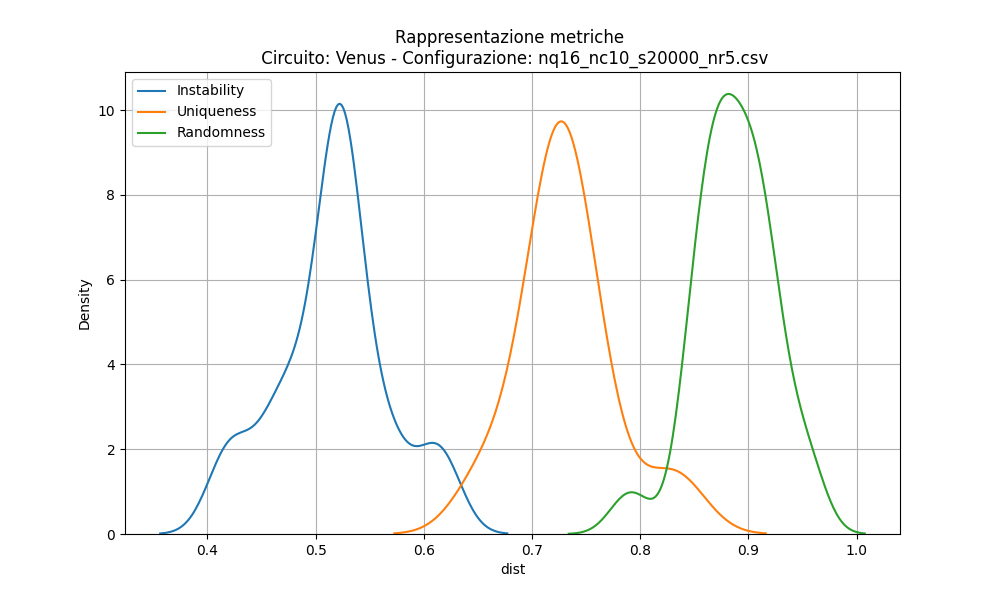 Rappresentazione metriche
Circuito: Venus - Configurazione: nq16_nc10_s20000_nr5.csv
Instability
Uniqueness
Randomness
Density
10
8
6
4
2
0
0.4 0.5 0.6 0.7 0.8 0.9 1.0
dist